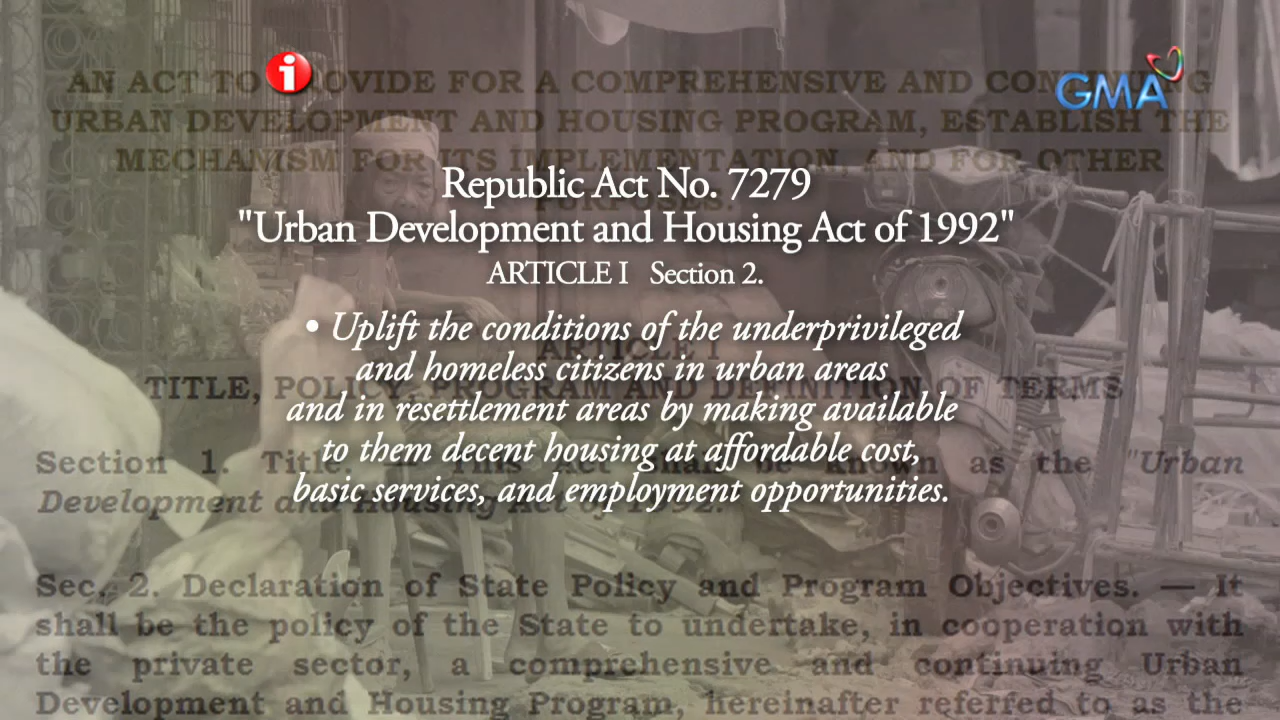 i
GMA
AN ACT TO OVIDE FOR A COMPREHENSIVE AND CON G
URBAN DEVELOPMENT AND HOUSING PROGRAM, ESTABLISH THE
MECHANISM FOR ITS IMPLEMENTATION, AND FOR OTHER
Republic Act No. 7279
"Urban Development and Housing Act of 1992"
ARTICLE I Section 2.
• Uplift the conditions of the underprivileged
and homeless citizens in urban areas
and in resettlement areas by making available
to them decent housing at affordable cost,
basic services, and employment opportunities.
ARTICLE I
TITLE, POLICY, PROGRAM AND DEFINITION OF TERMS
Section 1. Title. — This Act shall be known as the "Urban
Development and Housing Act of 1992."
Sec. 2. Declaration of State Policy and Program Objectives. — It
shall be the policy of the State to undertake, in cooperation with
the private sector, a comprehensive and continuing Urban
Development and Housing Program, hereinafter referred to as the